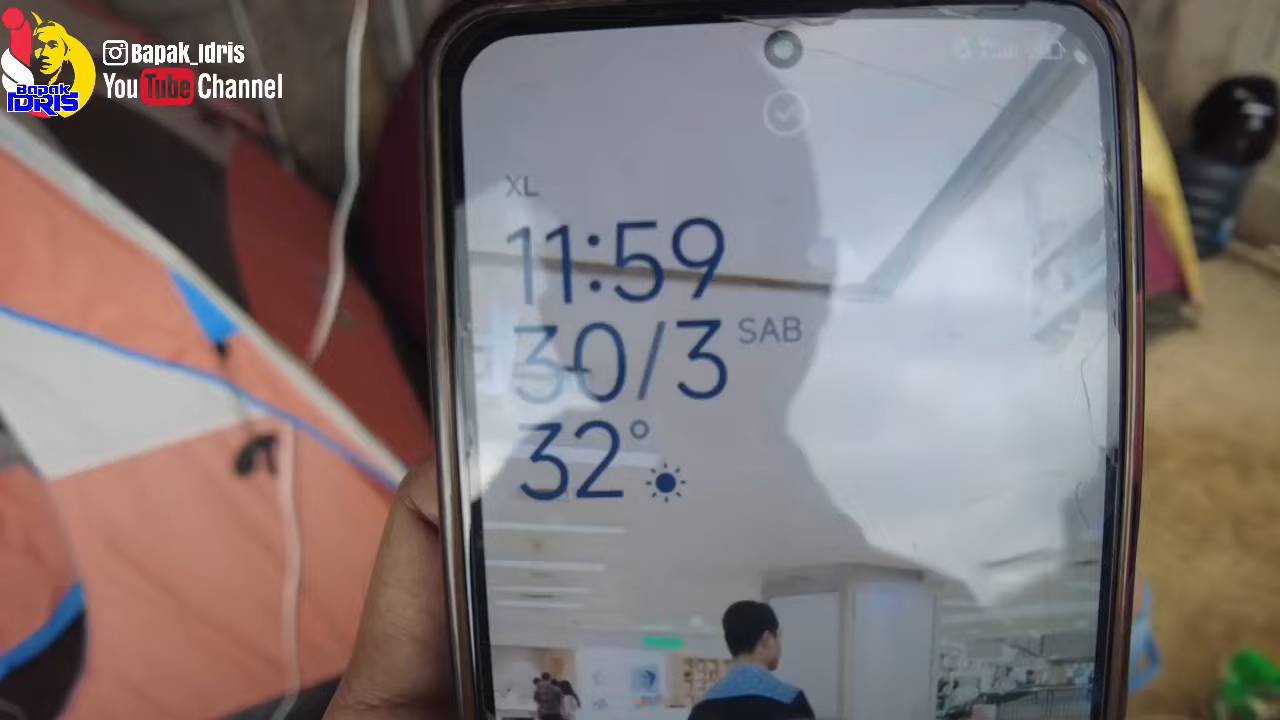 Bapak_Idris
YouTube Channel
Bapak
IDRIS
XL
11:59
30/3 SAB
32°